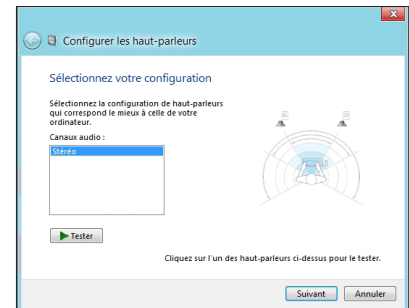 Configurer les haut-parleurs
Sélectionnez votre configuration
Sélectionnez la configuration de haut-parleurs
qui correspond le mieux à celle de votre
ordinateur.
Canaux audio :
Stéréo
Tester
Cliquez sur l'un des haut-parleurs ci-dessus pour le tester.
Suivant
Annuler